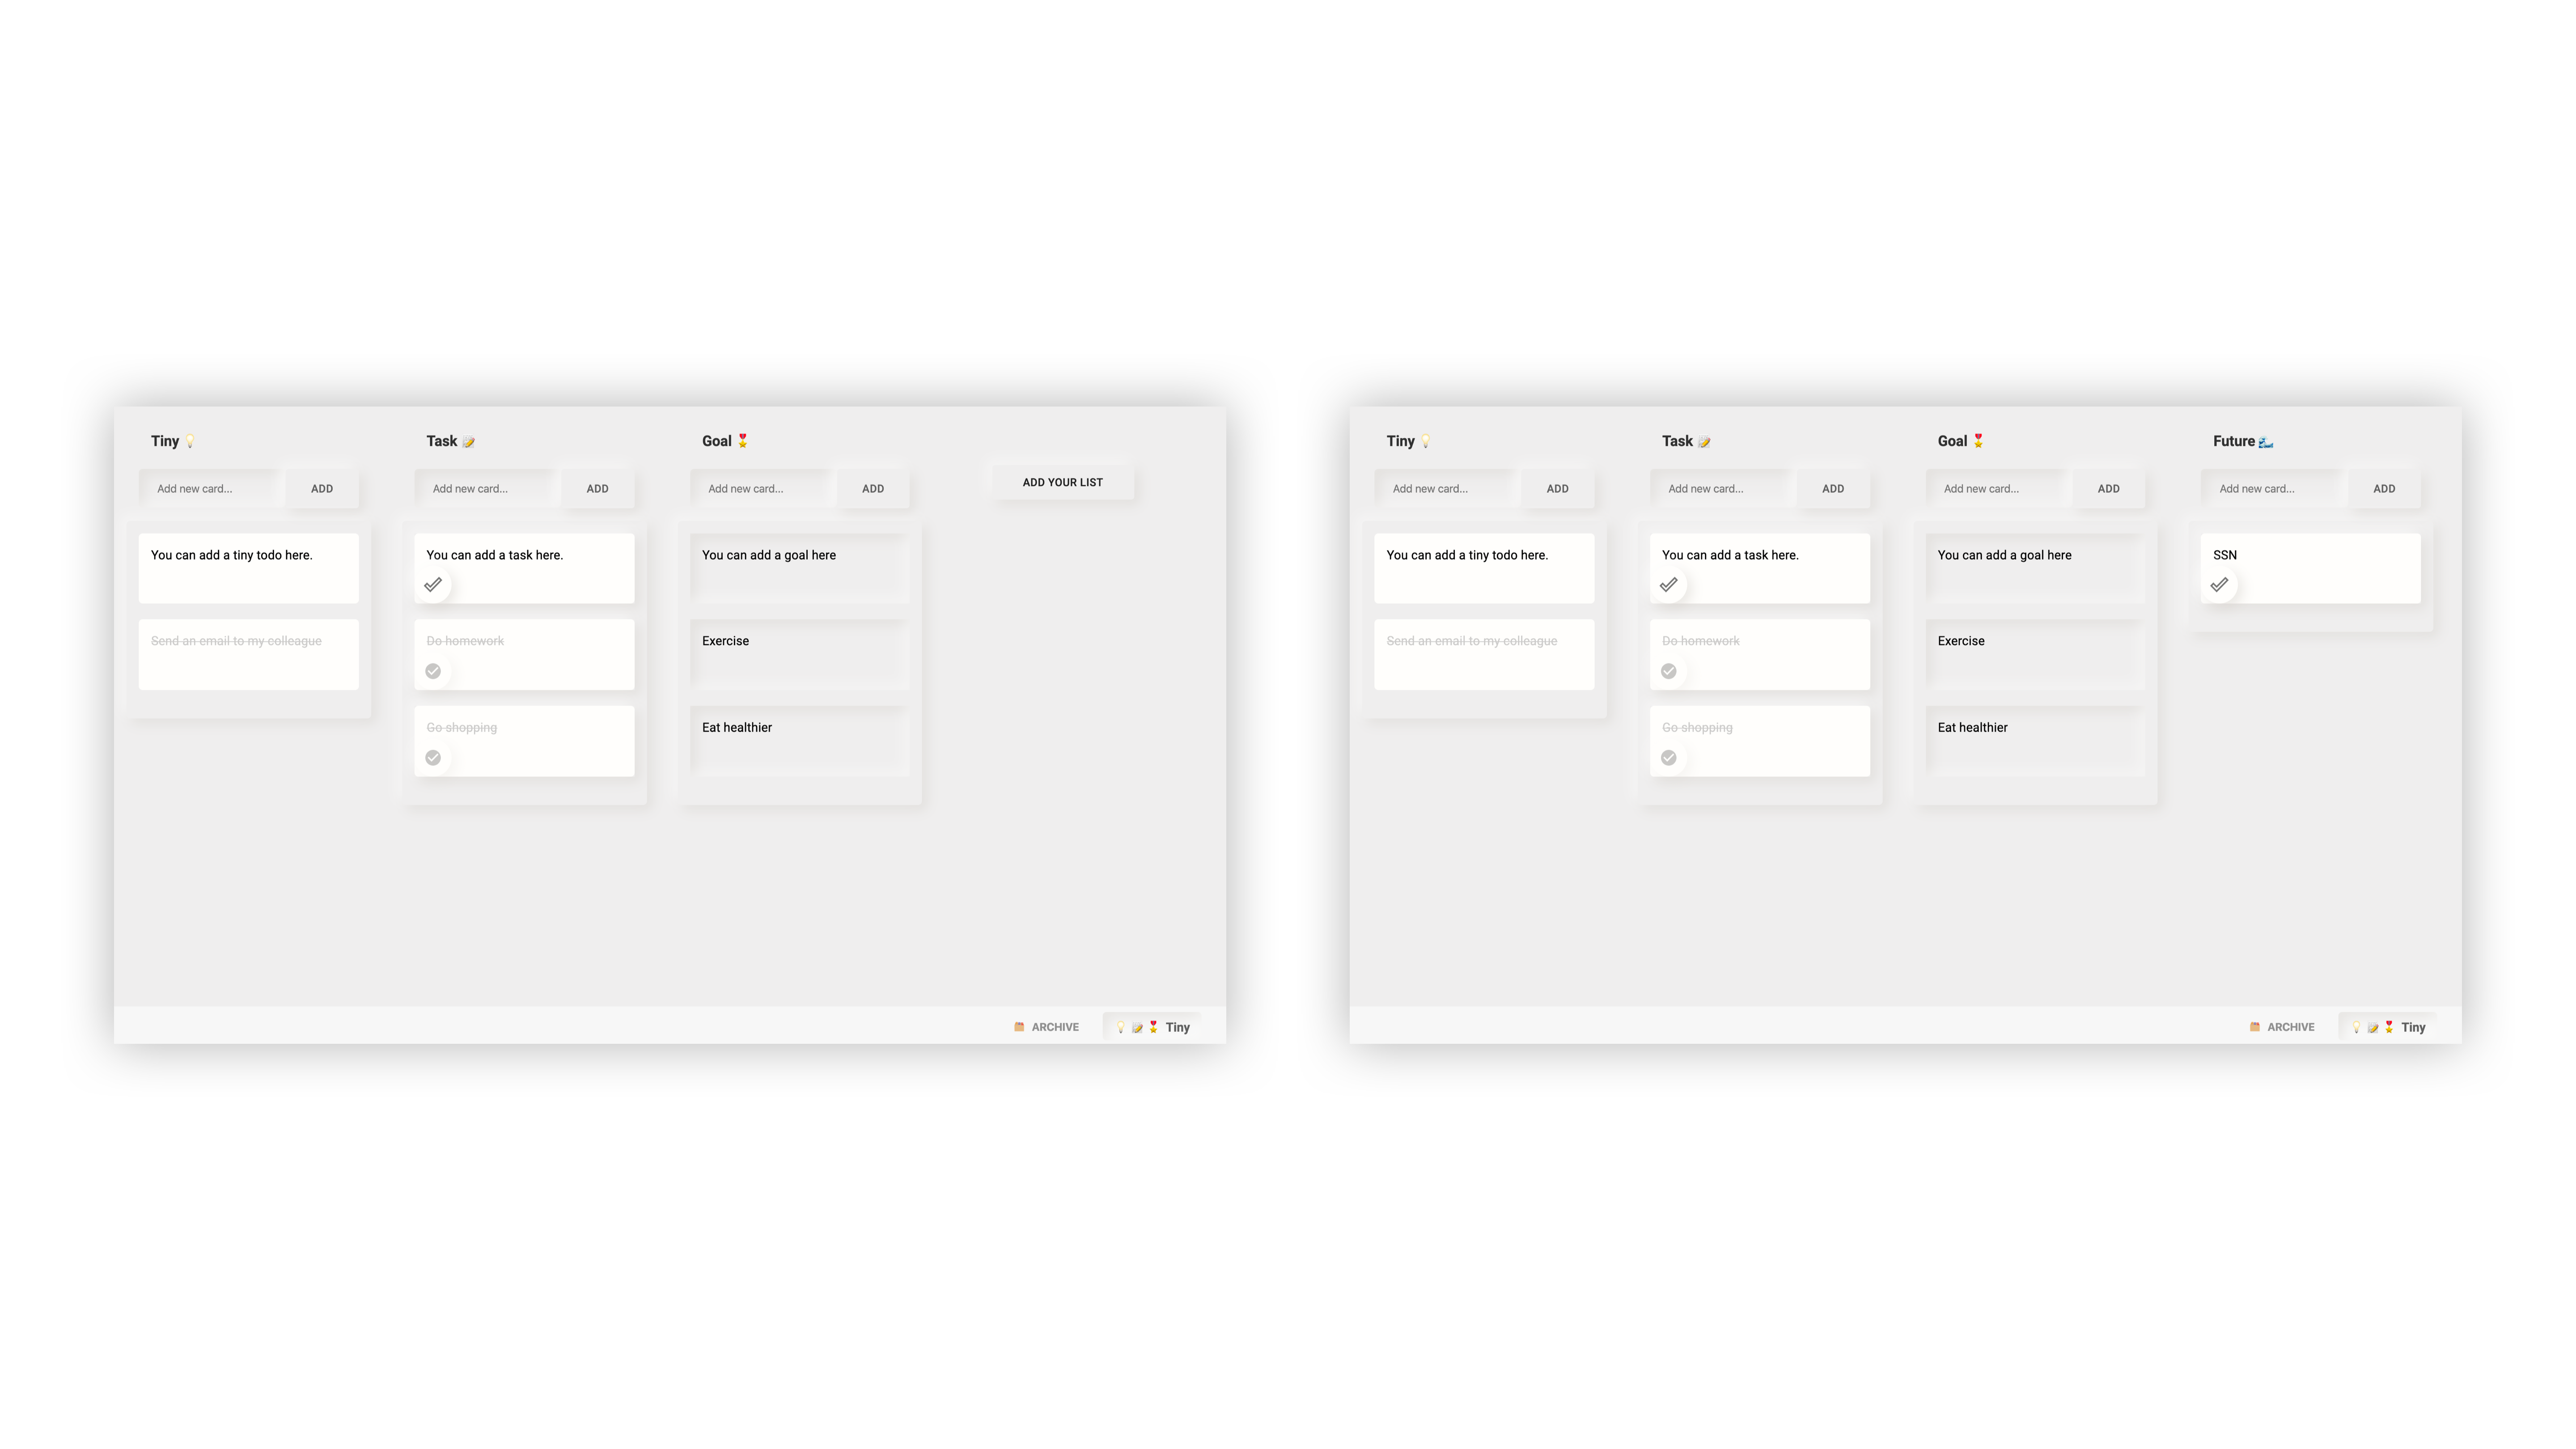 Tiny 💡
Add new card...
ADD
You can add a tiny todo here.
Send an email to my colleague
Task 📝
Add new card...
ADD
You can add a task here.
Do homework
Go shopping
Goal 🎖
Add new card...
ADD
You can add a goal here
Exercise
Eat healthier
ADD YOUR LIST
ARCHIVE
Tiny
Tiny 💡
Add new card...
ADD
You can add a tiny todo here.
Send an email to my colleague
Task 📝
Add new card...
ADD
You can add a task here.
Do homework
Go shopping
Goal 🎖
Add new card...
ADD
You can add a goal here
Exercise
Eat healthier
Future 🌊
Add new card...
ADD
SSN
ARCHIVE
Tiny